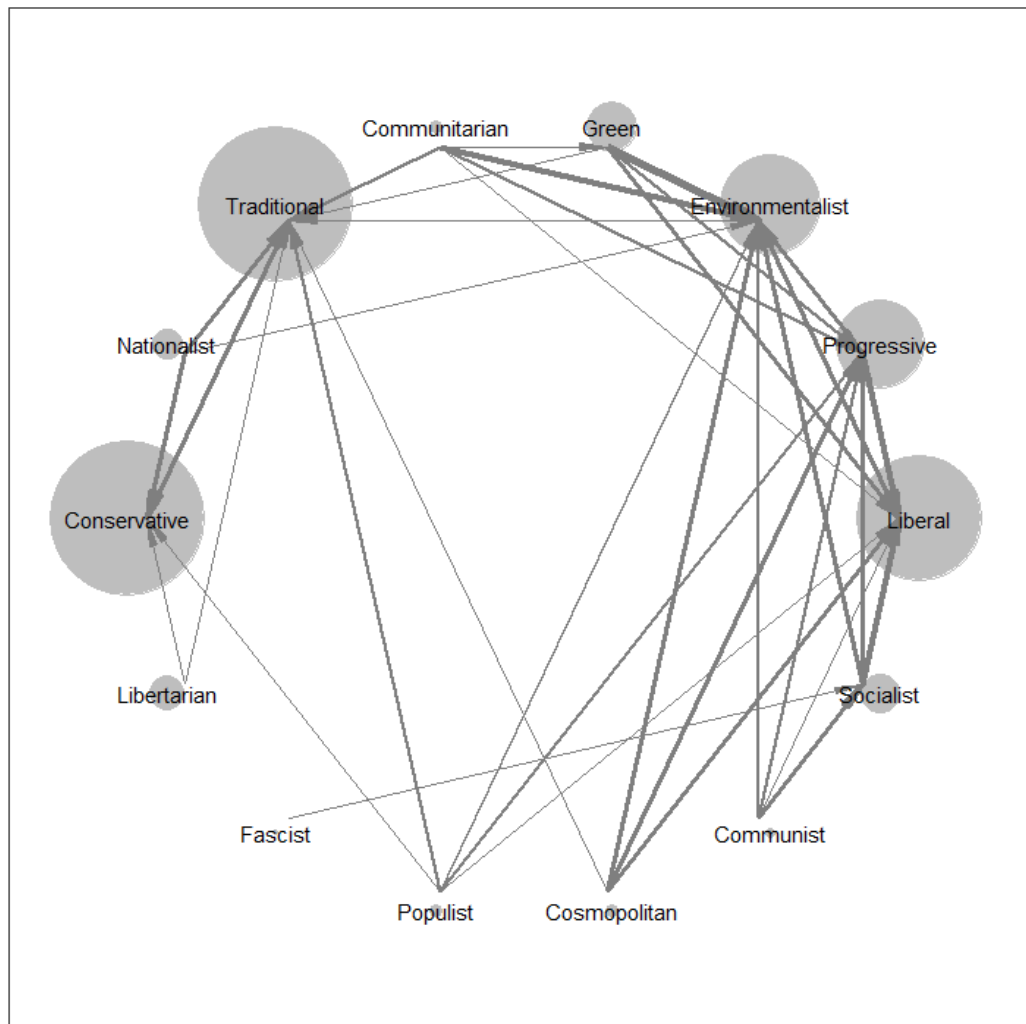 Communitarian
Green
Traditional
Environmentalist
Nationalist
Progressive
Conservative
Liberal
Libertarian
Socialist
Fascist
Communist
Populist
Cosmopolitan